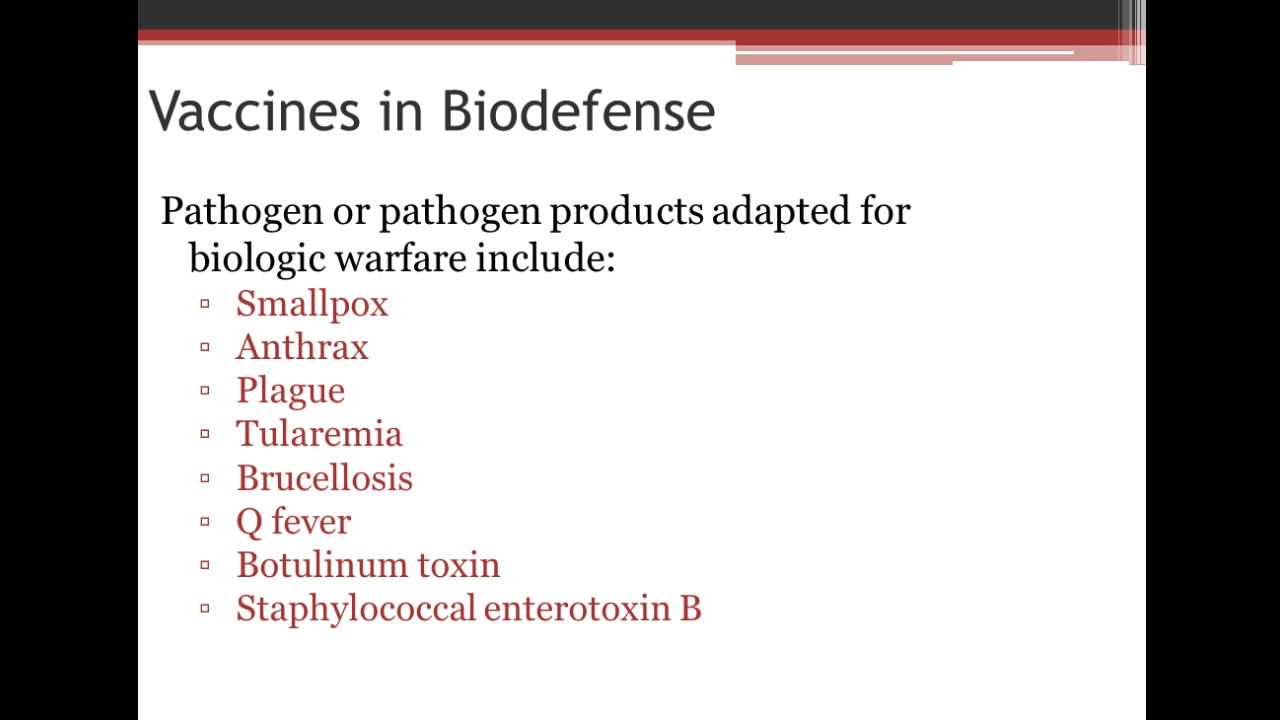 Vaccines in Biodefense
Pathogen or pathogen products adapted for
biologic warfare include:
▫ Smallpox
▫ Anthrax
▫ Plague
▫ Tularemia
▫ Brucellosis
▫ Q fever
▫ Botulinum toxin
▫ Staphylococcal enterotoxin B